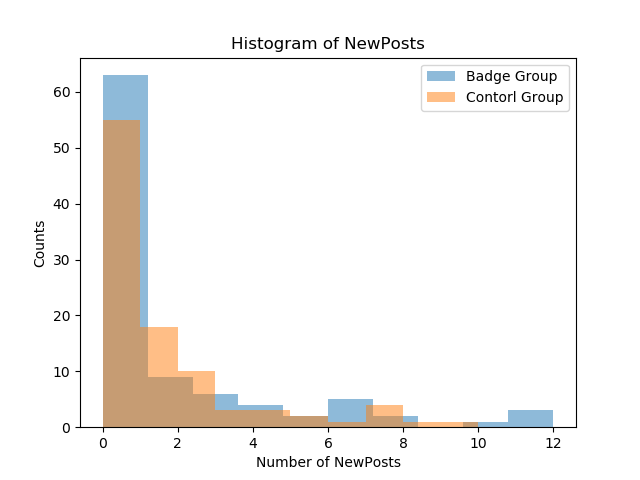 Histogram of NewPosts
Badge Group
Contorl Group
60
50
40
30
20
10
0
Counts
0 2 4 6 8 10 12
Number of NewPosts